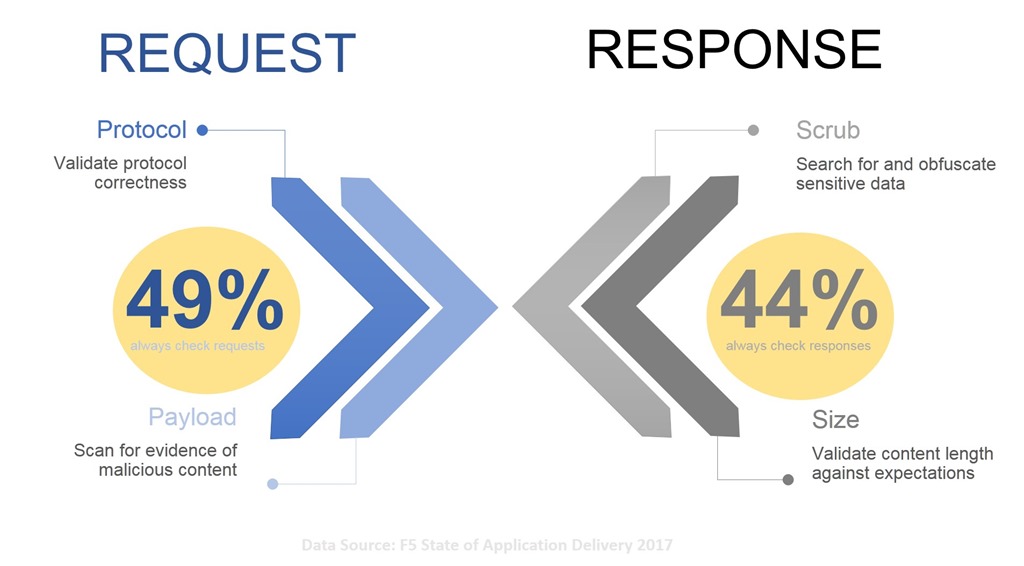 REQUEST
RESPONSE
Protocol
Validate protocol
correctness
49%
always check requests
Payload
Scan for evidence of
malicious content
Scrub
Search for and obfuscate
sensitive data
44%
always check responses
Size
Validate content length
against expectations
Data Source: F5 State of Application Delivery 2017